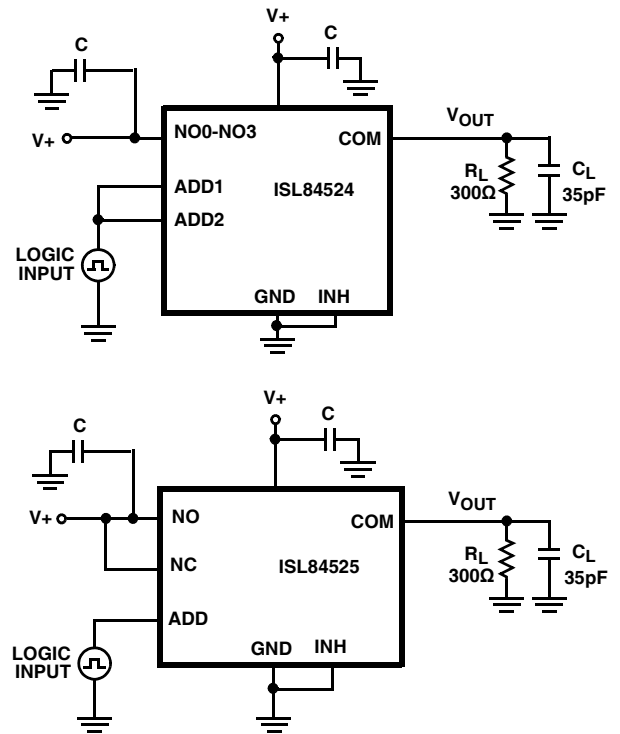 V+
C
C
V+
NO0-NO3
COM
VOUT
ADD1
ISL84524
RL
300Ω
CL
35pF
ADD2
LOGIC
INPUT
GND
INH
V+
C
C
V+
NO
COM
VOUT
NC
ISL84525
RL
300Ω
CL
35pF
ADD
LOGIC
INPUT
GND
INH